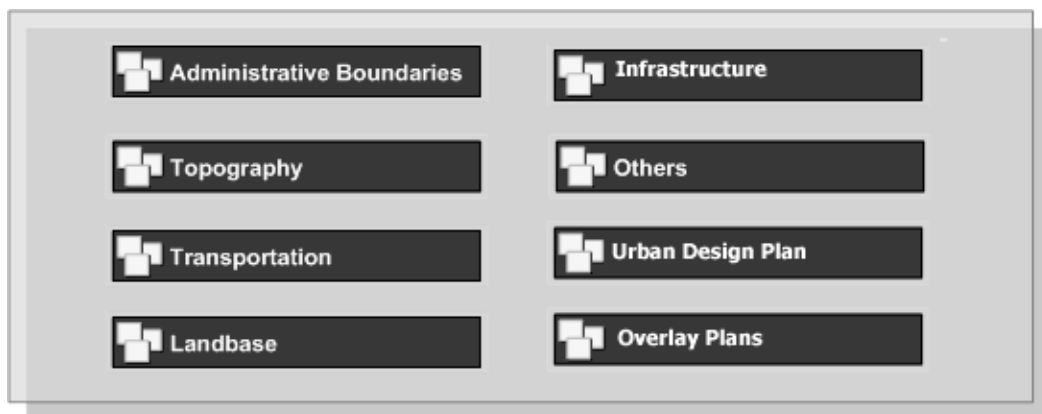 Administrative Boundaries
Infrastructure
Topography
Others
Transportation
Urban Design Plan
Landbase
Overlay Plans